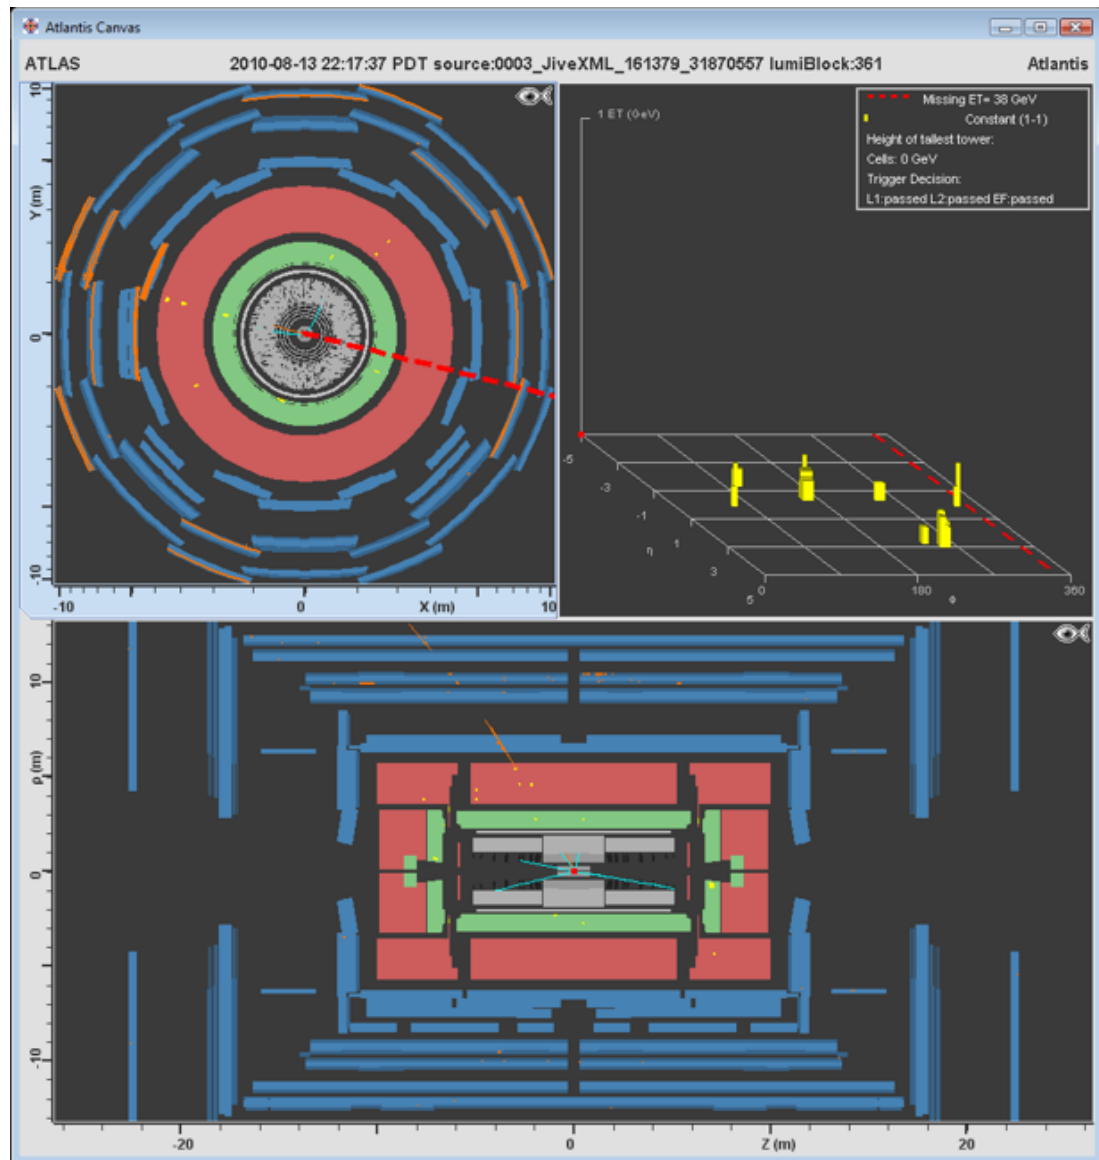 Atlantis Canvas
ATLAS 2010-08-13 22:17:37 PDT source:0003_JiveXML_161379_31870557 lumiBlock:361 Atlantis
10
Y (m)
0
-10
-10 0 X (m) 10
1 ET (GeV)
Missing ET= 38 GeV
Constant (1-1)
Height of tallest tower:
Cells: 0 GeV
Trigger Decision:
L1:passed L2:passed EF:passed
-5
-3
-1
η 1
3
5 0 180 Φ 360
10
ρ (m)
0
-10
-20 0 Z (m) 20